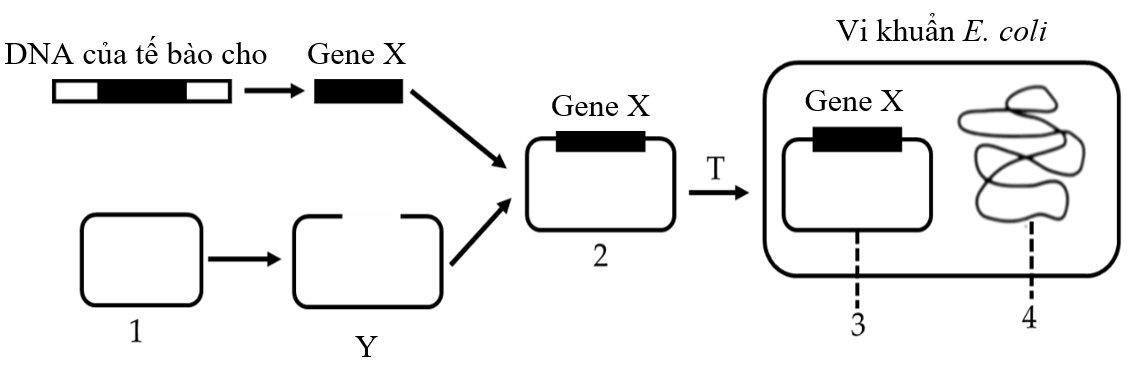 Vi khuẩn E. coli
DNA của tế bào cho
Gene X
Gene X
Gene X
T
1
Y
2
3
4